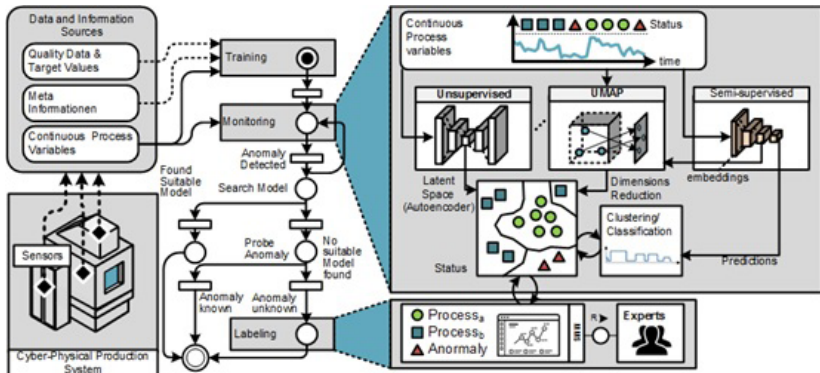 Data and Information
Sources
Quality Data &
Target Values
Meta
Informationen
Continuous Process
Variables
Sensors
Cyber-Physical Production
System
Training
Monitoring
Anomaly
Detected
Found
Suitable
Model
Search Model
Probe
Anomaly
No
suitable
Model
found
Anomaly
known
Anomaly
unknown
Labeling
Continuous
Process
variables
Status
time
Unsupervised
UMAP
Semi-supervised
Latent
Space
(Autoencoder)
Dimensions
Reduction
embeddings
Clustering/
Classification
Status
Predictions
Process a
Process b
Anormaly
R
Experts